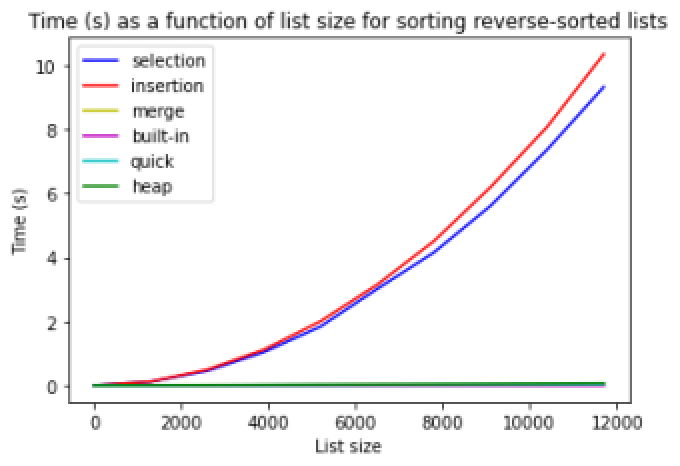 Time (s) as a function of list size for sorting reverse-sorted lists
selection
insertion
merge
built-in
quick
heap
10
8
6
4
2
0
Time (s)
0 2000 4000 6000 8000 10000 12000
List size